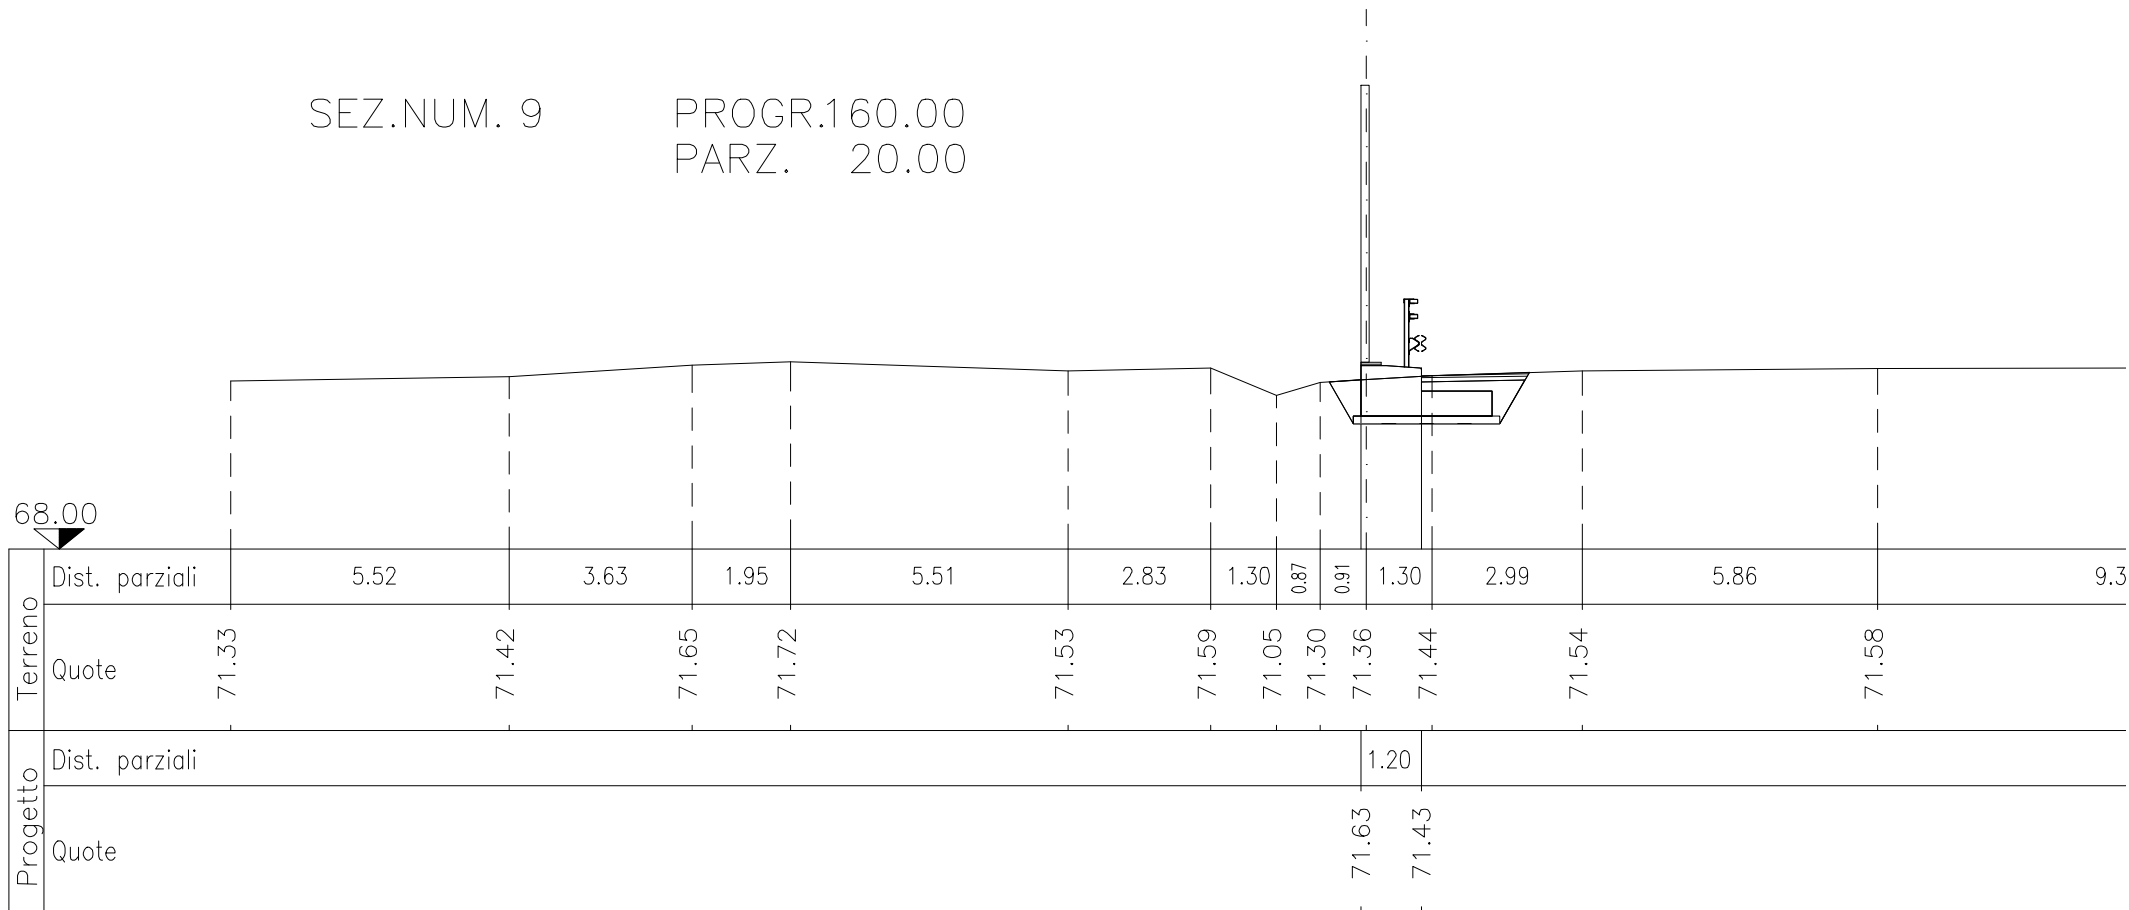 SEZ.NUM. 9 PROGR.160.00
PARZ. 20.00
68.00
Terreno
Dist. parziali 5.52 3.63 1.95 5.51 2.83 1.30 0.87 0.91 1.30 2.99 5.86 9.3
Quote 71.33 71.42 71.65 71.72 71.53 71.59 71.05 71.30 71.36 71.44 71.54 71.58
Progetto
Dist. parziali 1.20
Quote 71.63 71.43